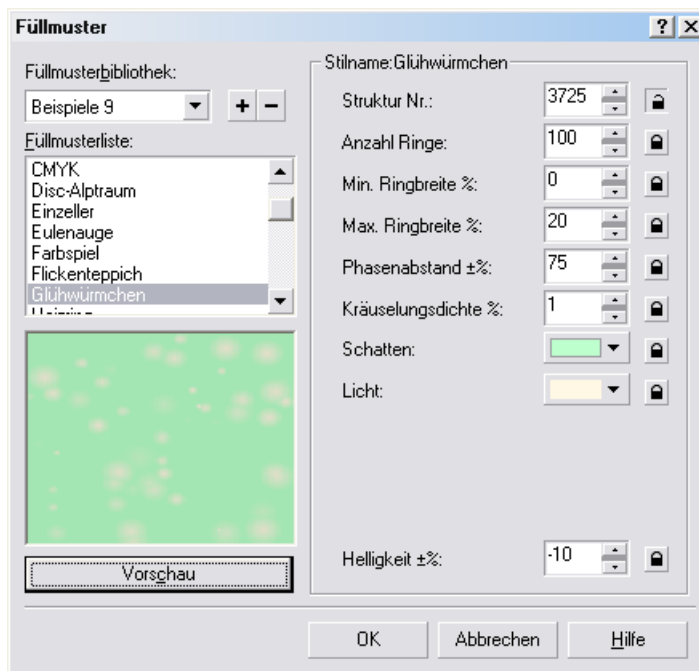 Füllmuster
Füllmusterbibliothek:
Beispiele 9
Füllmusterliste:
CMYK
Disc-Alptraum
Einzeller
Eulenauge
Farbspiel
Flickenteppich
Glühwürmchen
Vorschau
Stilname:Glühwürmchen
Struktur Nr.: 3725
Anzahl Ringe: 100
Min. Ringbreite %: 0
Max. Ringbreite %: 20
Phasenabstand ±%: 75
Kräuselungsdichte %: 1
Schatten:
Licht:
Helligkeit ±%: -10
OK Abbrechen Hilfe